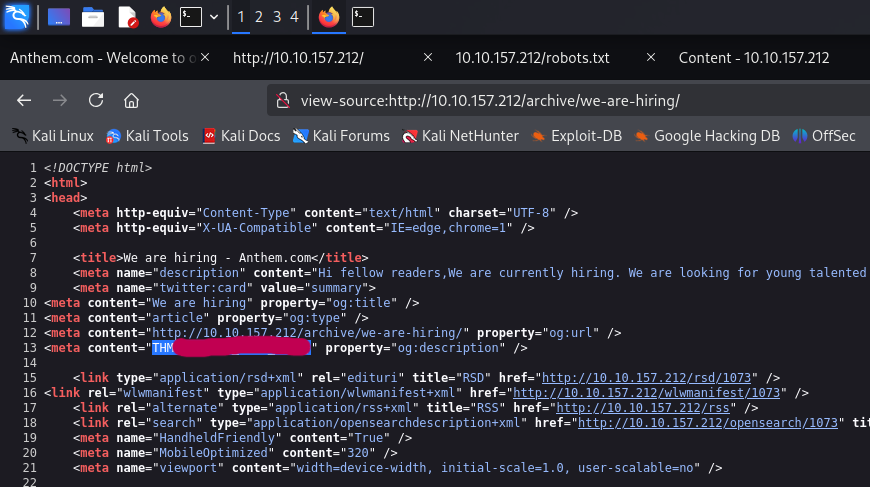 1 2 3 4
Anthem.com - Welcome to o × http://10.10.157.212/ × 10.10.157.212/robots.txt × Content - 10.10.157.212
view-source:http://10.10.157.212/archive/we-are-hiring/
Kali Linux Kali Tools Kali Docs Kali Forums Kali NetHunter Exploit-DB Google Hacking DB OffSec
1 <!DOCTYPE html>
2 <html>
3 <head>
4 <meta http-equiv="Content-Type" content="text/html" charset="UTF-8" />
5 <meta http-equiv="X-UA-Compatible" content="IE=edge,chrome=1" />
6
7 <title>We are hiring - Anthem.com</title>
8 <meta name="description" content="Hi fellow readers,We are currently hiring. We are looking for young talented
9 <meta name="twitter:card" value="summary">
10 <meta content="We are hiring" property="og:title" />
11 <meta content="article" property="og:type" />
12 <meta content="http://10.10.157.212/archive/we-are-hiring/" property="og:url" />
13 <meta content="THM " property="og:description" />
14
15 <link type="application/rsd+xml" rel="edituri" title="RSD" href="http://10.10.157.212/rsd/1073" />
16 <link rel="wlwmanifest" type="application/wlwmanifest+xml" href="http://10.10.157.212/wlwmanifest/1073" />
17 <link rel="alternate" type="application/rss+xml" title="RSS" href="http://10.10.157.212/rss" />
18 <link rel="search" type="application/opensearchdescription+xml" href="http://10.10.157.212/opensearch/1073" tit
19 <meta name="HandheldFriendly" content="True" />
20 <meta name="MobileOptimized" content="320" />
21 <meta name="viewport" content="width=device-width, initial-scale=1.0, user-scalable=no" />
22